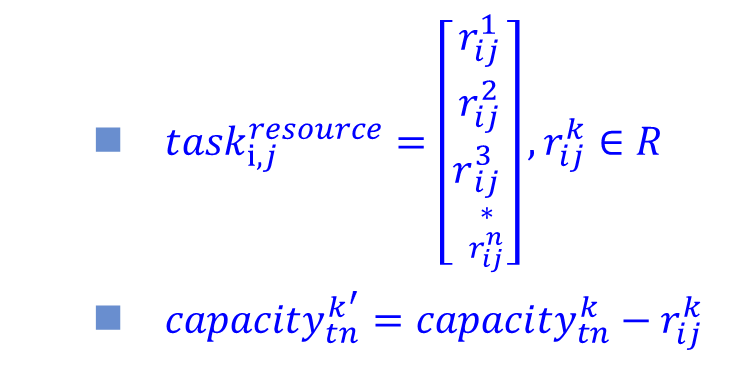 ■ task_{i,j}^{resource} = [r_{ij}^{1} r_{ij}^{2} r_{ij}^{3} * r_{ij}^{n}], r_{ij}^{k} ∈ R
■ capacity_{tn}^{k'} = capacity_{tn}^{k} − r_{ij}^{k}